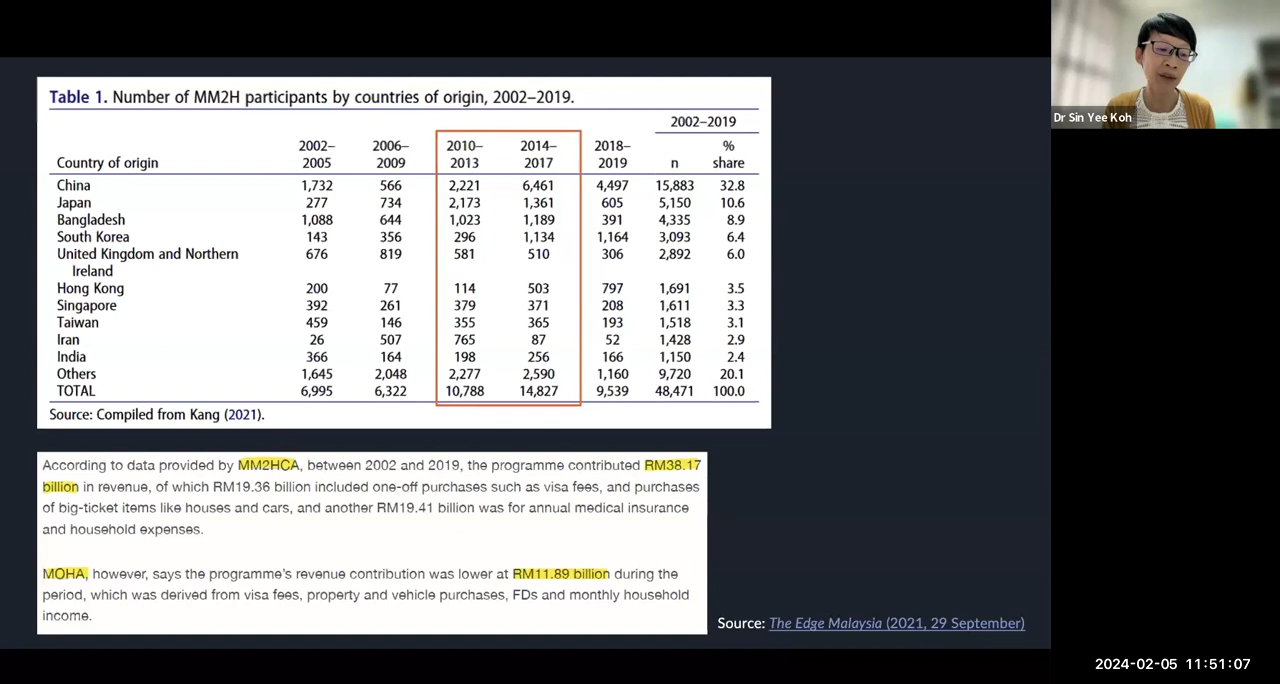 Table 1. Number of MM2H participants by countries of origin, 2002–2019.
2002–2019
Country of origin 2002–2005 2006–2009 2010–2013 2014–2017 2018–2019 n % share
China 1,732 566 2,221 6,461 4,497 15,883 32.8
Japan 277 734 2,173 1,361 605 5,150 10.6
Bangladesh 1,088 644 1,023 1,189 391 4,335 8.9
South Korea 143 356 296 1,134 1,164 3,093 6.4
United Kingdom and Northern 676 819 581 510 306 2,892 6.0
Ireland
Hong Kong 200 77 114 503 797 1,691 3.5
Singapore 392 261 379 371 208 1,611 3.3
Taiwan 459 146 355 365 193 1,518 3.1
Iran 26 507 765 87 52 1,428 2.9
India 366 164 198 256 166 1,150 2.4
Others 1,645 2,048 2,277 2,590 1,160 9,720 20.1
TOTAL 6,995 6,322 10,788 14,827 9,539 48,471 100.0
Source: Compiled from Kang (2021).
According to data provided by MM2HCA, between 2002 and 2019, the programme contributed RM38.17
billion in revenue, of which RM19.36 billion included one-off purchases such as visa fees, and purchases
of big-ticket items like houses and cars, and another RM19.41 billion was for annual medical insurance
and household expenses.
MOHA, however, says the programme's revenue contribution was lower at RM11.89 billion during the
period, which was derived from visa fees, property and vehicle purchases, FDs and monthly household
income.
Source: The Edge Malaysia (2021, 29 September)
Dr Sin Yee Koh
2024-02-05 11:51:07